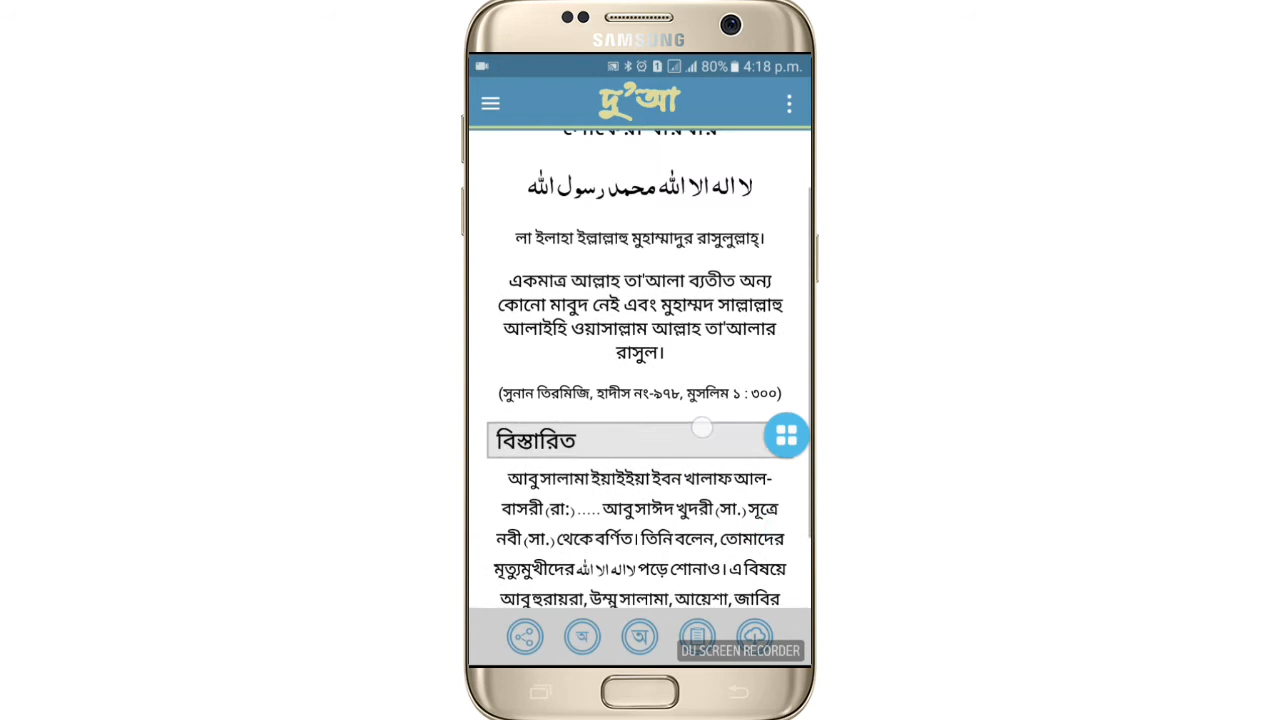 SAMSUNG
80% 4:18 p.m.
দু'আ
لا اله الا الله محمد رسول الله
লা ইলাহা ইল্লাল্লাহু মুহাম্মাদুর রাসুলুল্লাহ্।
একমাত্র আল্লাহ তা'আলা ব্যতীত অন্য
কোনো মাবুদ নেই এবং মুহাম্মদ সাল্লাল্লাহু
আলাইহি ওয়াসাল্লাম আল্লাহ তা'আলার
রাসুল।
(সুনান তিরমিজি, হাদীস নং-৯৭৮, মুসলিম ১ : ৩০০)
বিস্তারিত
আবু সালামা ইয়াইইয়া ইবন খালাফ আল-
বাসরী (রা:) ..... আবু সাঈদ খুদরী (সা.) সূত্রে
নবী (সা.) থেকে বর্ণিত। তিনি বলেন, তোমাদের
মৃত্যুমুখীদের لا اله الا الله পড়ে শোনাও। এ বিষয়ে
আবু হুরায়রা, উম্মু সালামা, আয়েশা, জাবির
অ অ
DU SCREEN RECORDER